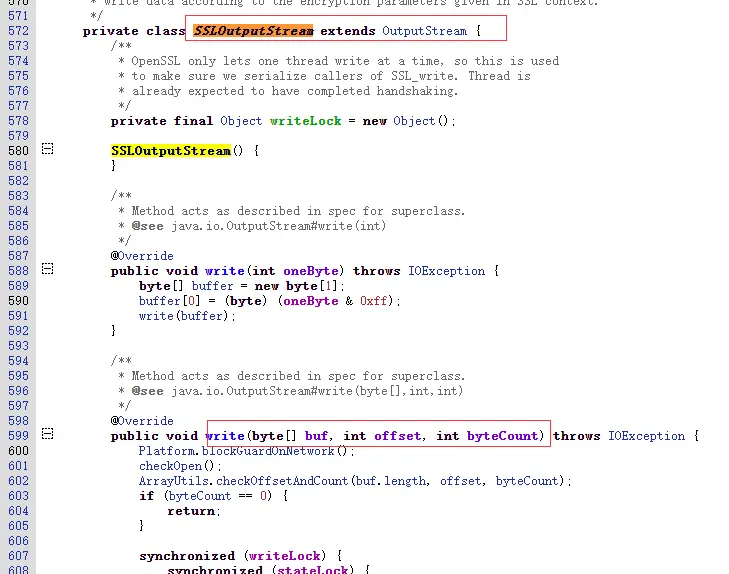 570 * write data according to the encryption parameters given in SSL context.
571 */
572 private class SSLOutputStream extends OutputStream {
573 /**
574 * OpenSSL only lets one thread write at a time, so this is used
575 * to make sure we serialize callers of SSL_write. Thread is
576 * already expected to have completed handshaking.
577 */
578 private final Object writeLock = new Object();
579
580 SSLOutputStream() {
581 }
582
583 /**
584 * Method acts as described in spec for superclass.
585 * @see java.io.OutputStream#write(int)
586 */
587 @Override
588 public void write(int oneByte) throws IOException {
589 byte[] buffer = new byte[1];
590 buffer[0] = (byte) (oneByte & 0xff);
591 write(buffer);
592 }
593
594 /**
595 * Method acts as described in spec for superclass.
596 * @see java.io.OutputStream#write(byte[],int,int)
597 */
598 @Override
599 public void write(byte[] buf, int offset, int byteCount) throws IOException {
600 Platform.blockGuardOnNetwork();
601 checkOpen();
602 ArrayUtils.checkOffsetAndCount(buf.length, offset, byteCount);
603 if (byteCount == 0) {
604 return;
605 }
606
607 synchronized (writeLock) {
608 synchronized (stateLock) {